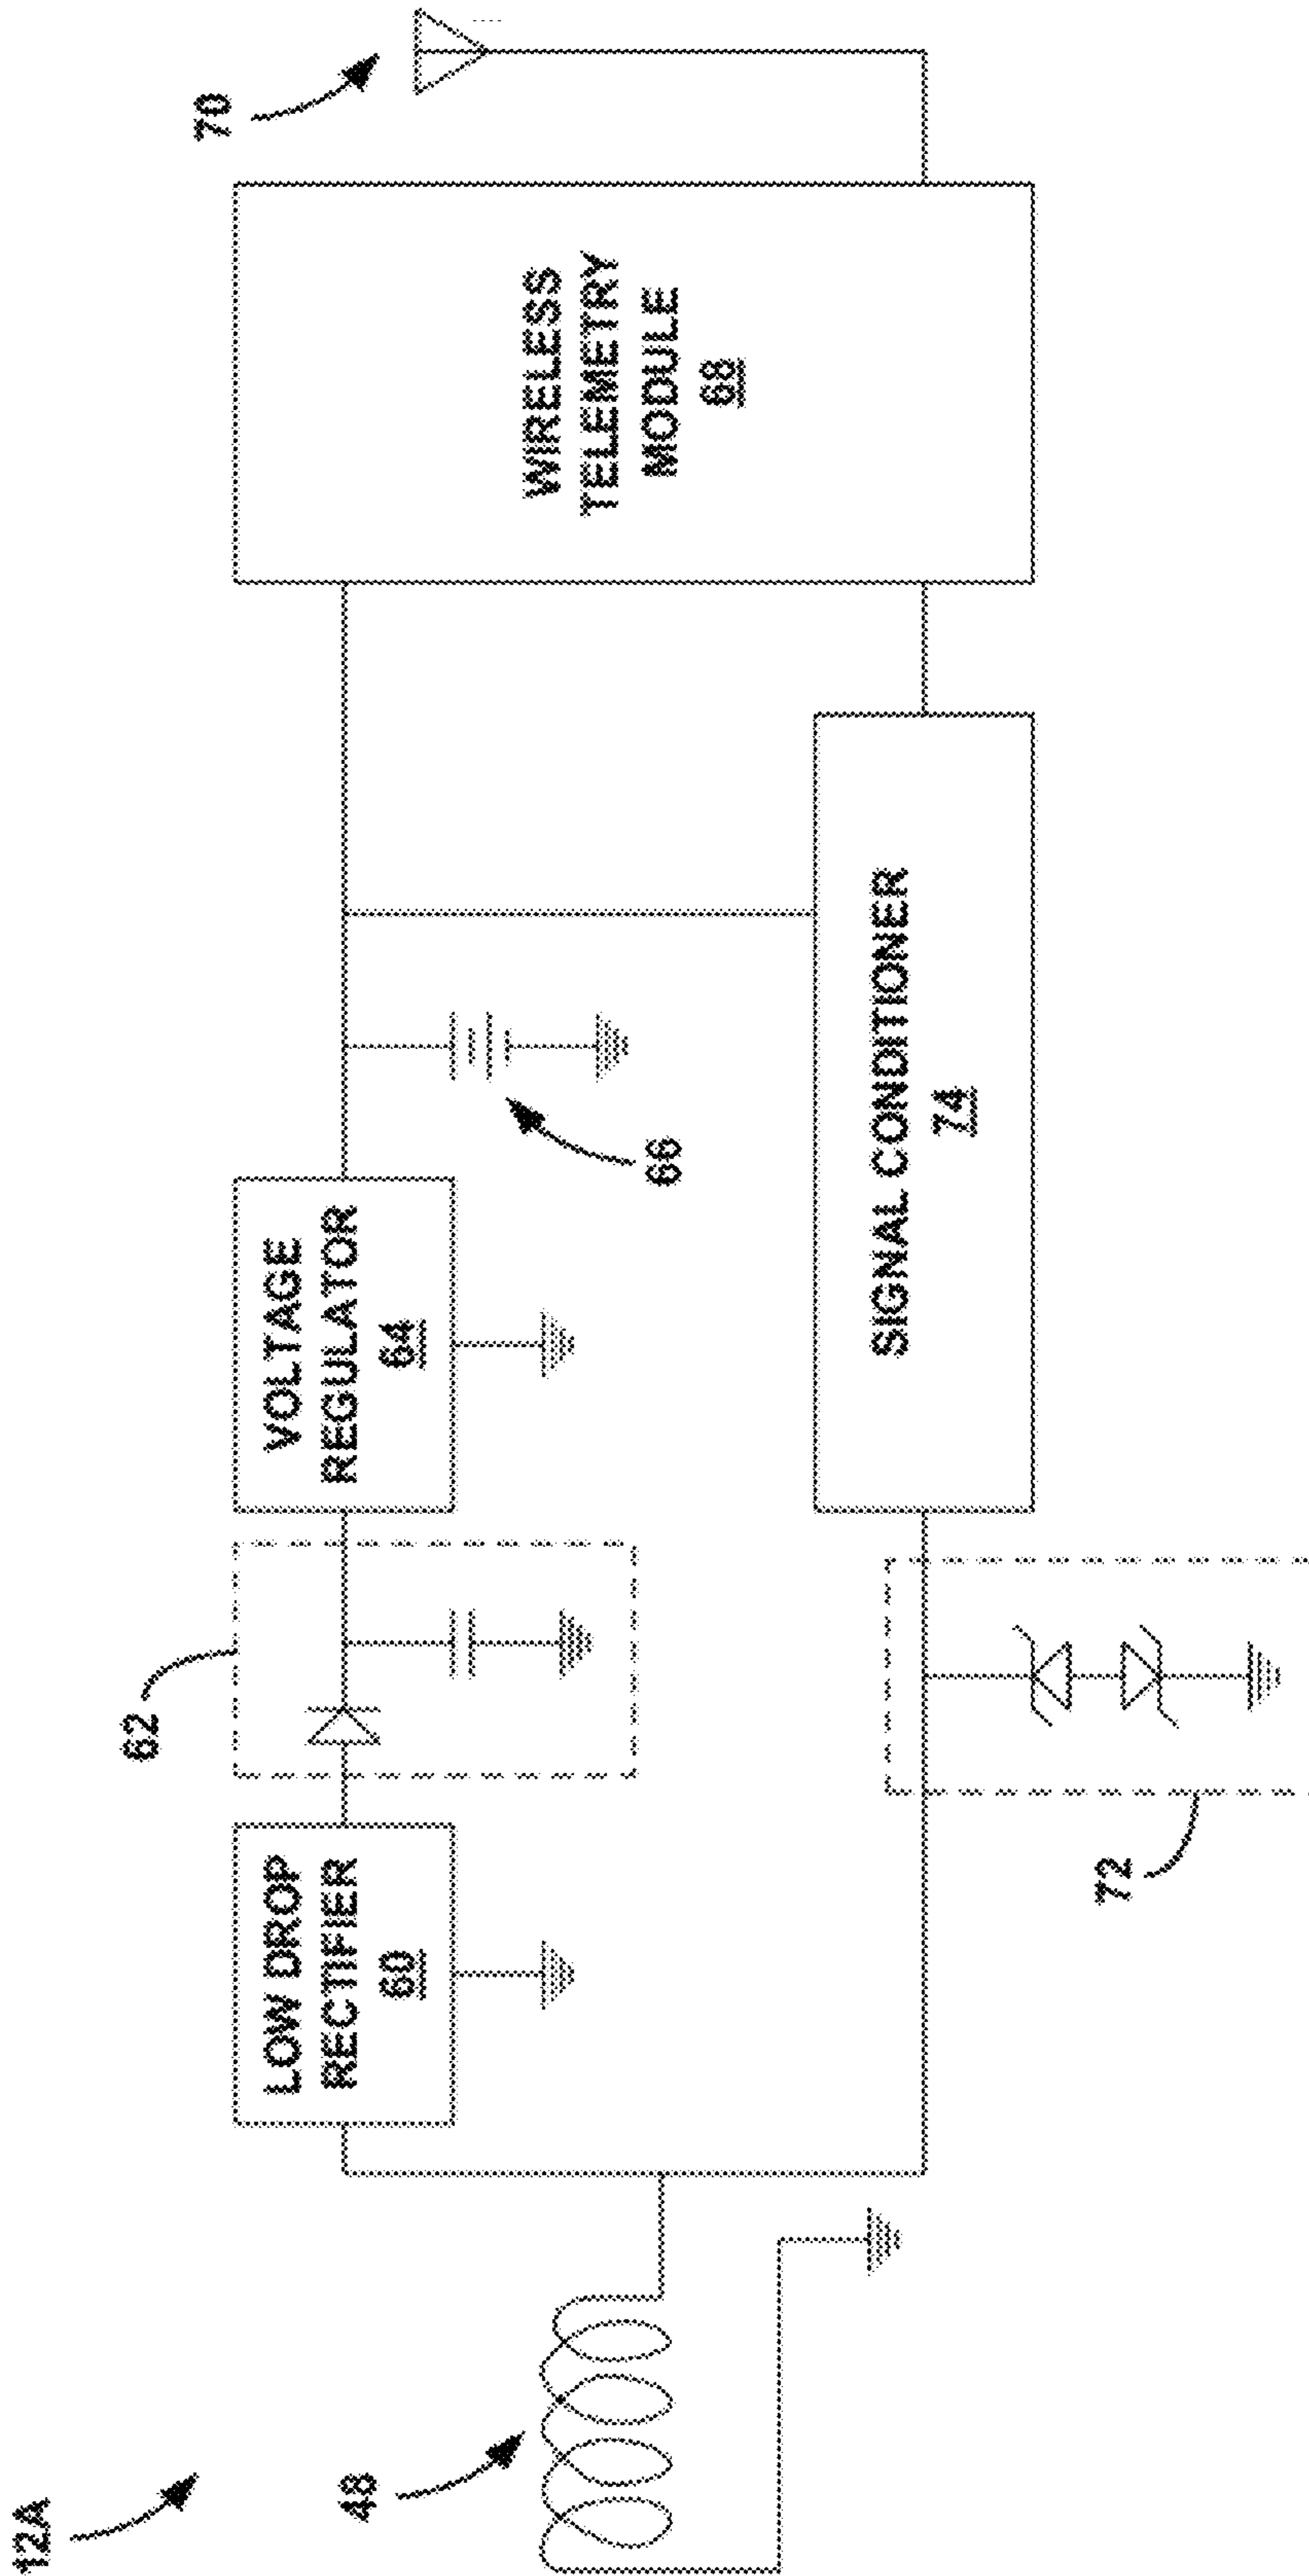 12A
48
LOW DROP
RECTIFIER
60
62
VOLTAGE
REGULATOR
64
66
72
SIGNAL CONDITIONER
74
WIRELESS
TELEMETRY
MODULE
68
70